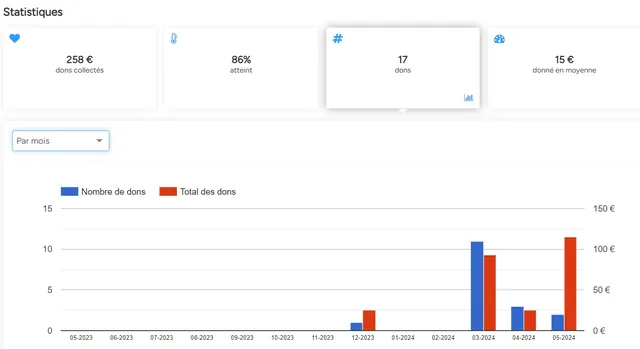 Statistiques
258 € 86% 17 15 €
dons collectés atteint dons donné en moyenne
Par mois
Nombre de dons Total des dons
15 150 €
10 100 €
5 50 €
0 0 €
05-2023 06-2023 07-2023 08-2023 09-2023 10-2023 11-2023 12-2023 01-2024 02-2024 03-2024 04-2024 05-2024